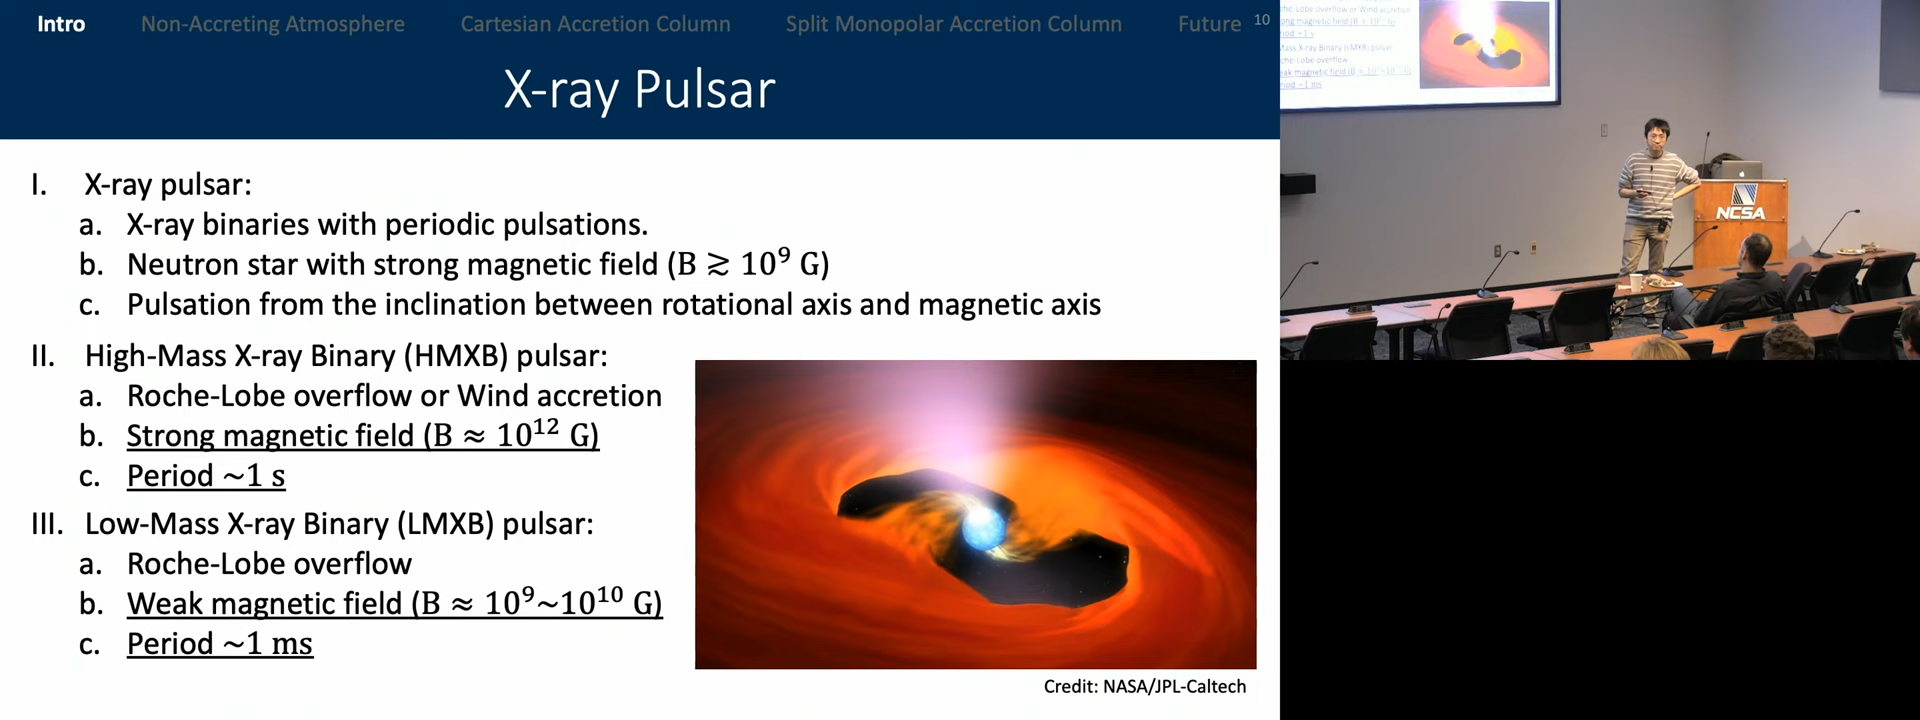 Intro Non-Accreting Atmosphere Cartesian Accretion Column Split Monopolar Accretion Column Future 10
X-ray Pulsar
I. X-ray pulsar:
a. X-ray binaries with periodic pulsations.
b. Neutron star with strong magnetic field (B ≳ 10⁹ G)
c. Pulsation from the inclination between rotational axis and magnetic axis
II. High-Mass X-ray Binary (HMXB) pulsar:
a. Roche-Lobe overflow or Wind accretion
b. Strong magnetic field (B ≈ 10¹² G)
c. Period ~1 s
III. Low-Mass X-ray Binary (LMXB) pulsar:
a. Roche-Lobe overflow
b. Weak magnetic field (B ≈ 10⁹~10¹⁰ G)
c. Period ~1 ms
Credit: NASA/JPL-Caltech
NCSA